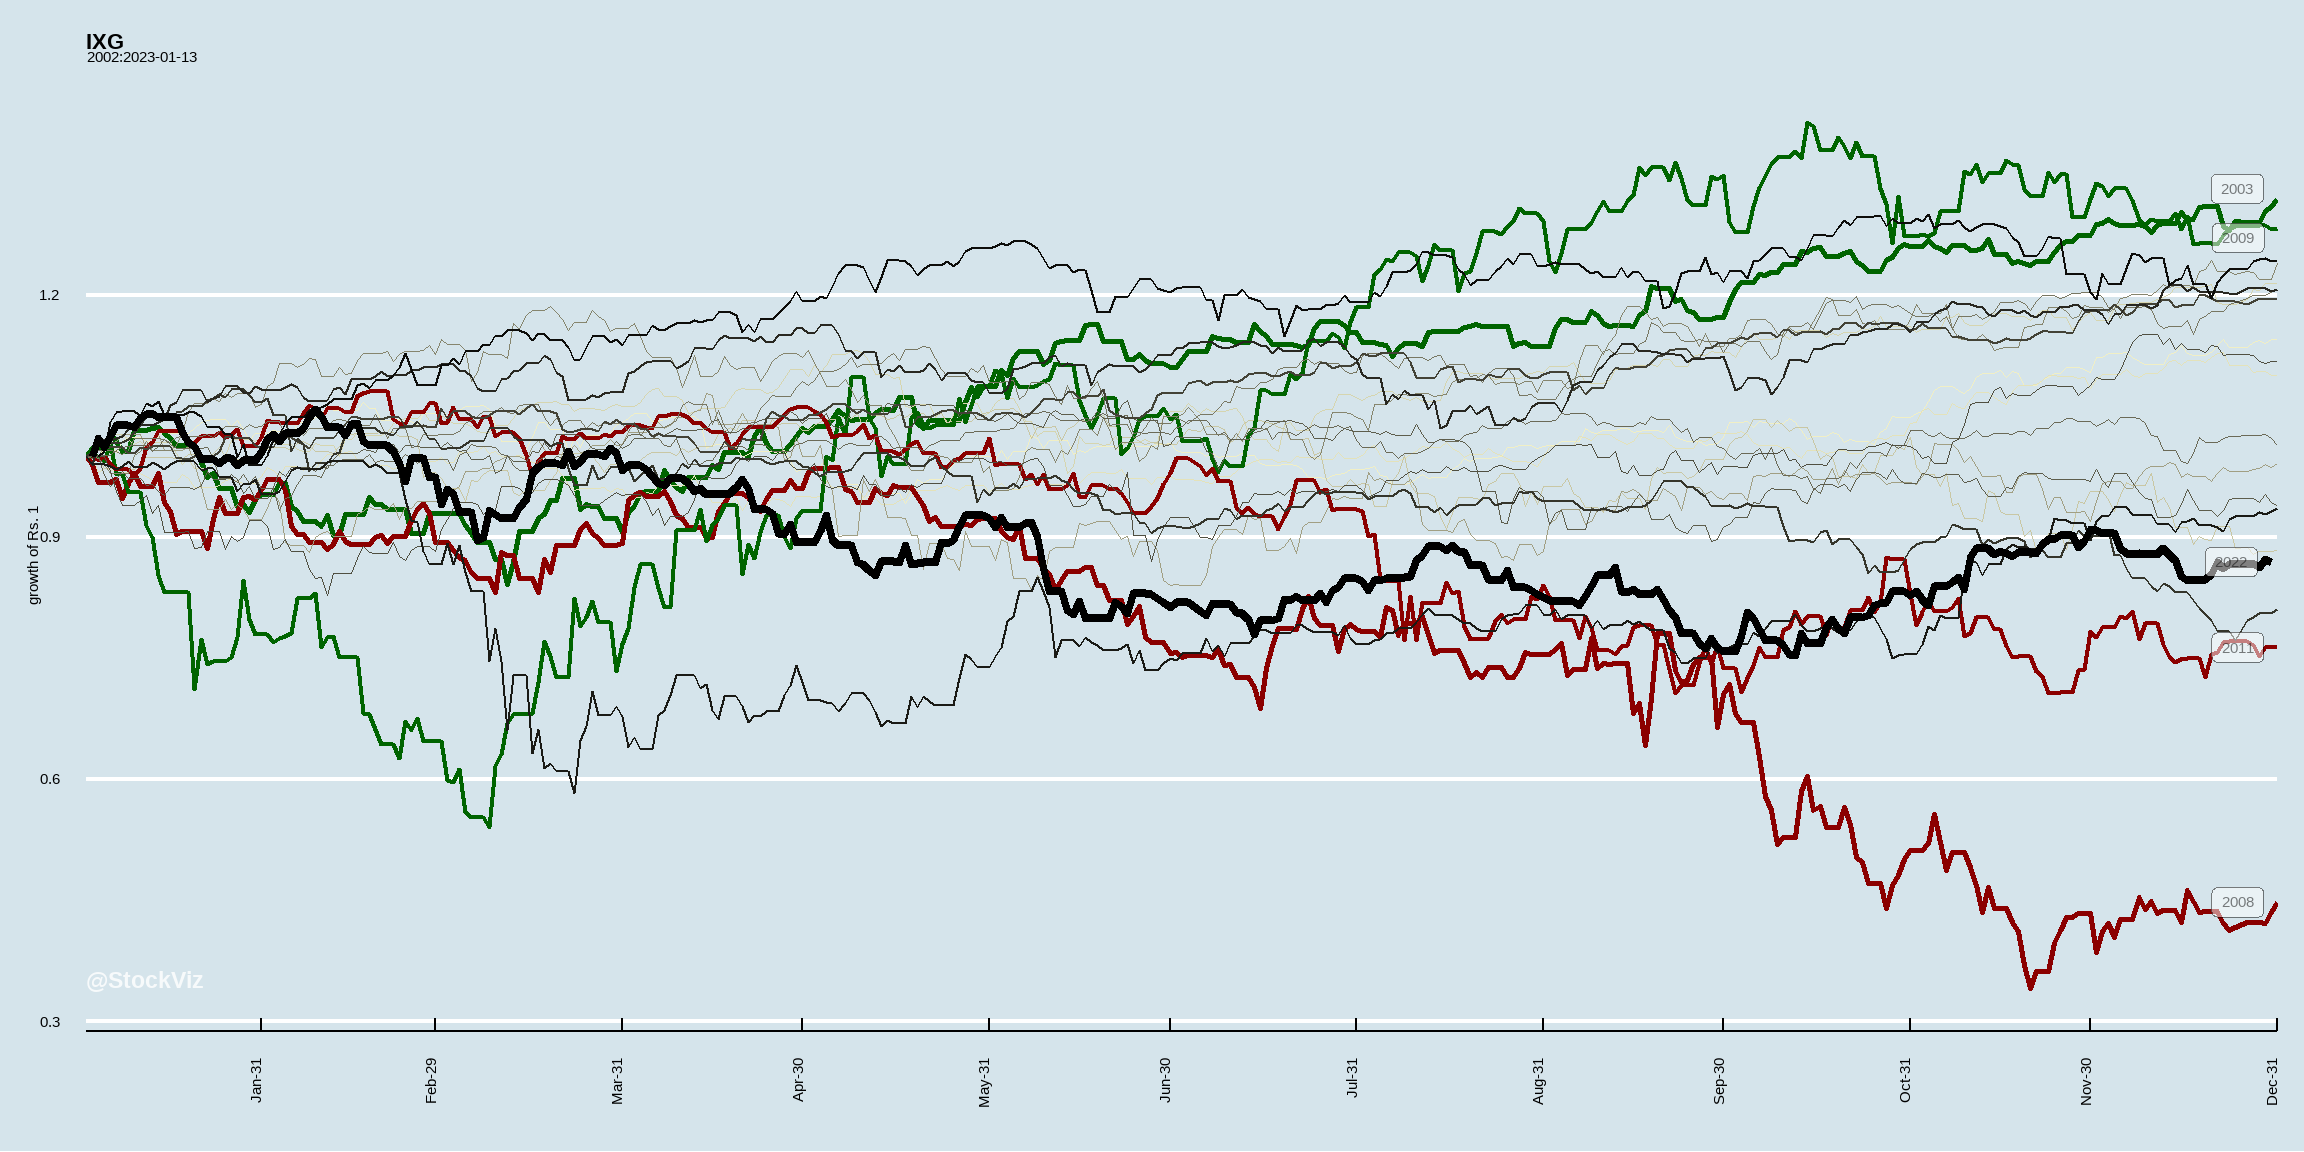 IXG
2002:2023-01-13
growth of Rs. 1
1.2
0.9
0.6
0.3
2003
2009
2022
2011
2008
@StockViz
Jan-31
Feb-29
Mar-31
Apr-30
May-31
Jun-30
Jul-31
Aug-31
Sep-30
Oct-31
Nov-30
Dec-31